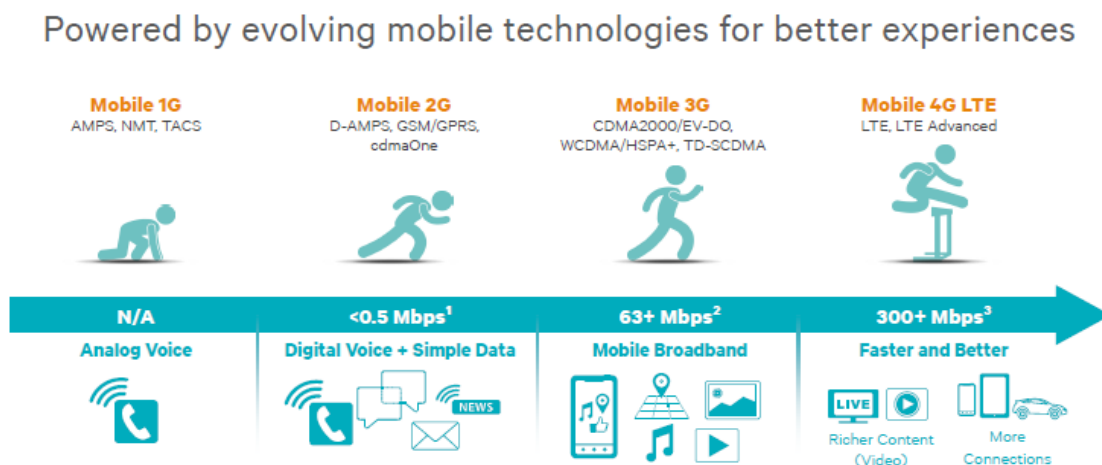 Powered by evolving mobile technologies for better experiences
Mobile 1G
AMPS, NMT, TACS
Mobile 2G
D-AMPS, GSM/GPRS,
cdmaOne
Mobile 3G
CDMA2000/EV-DO,
WCDMA/HSPA+, TD-SCDMA
Mobile 4G LTE
LTE, LTE Advanced
N/A
<0.5 Mbps¹
63+ Mbps²
300+ Mbps³
Analog Voice
Digital Voice + Simple Data
Mobile Broadband
Faster and Better
NEWS
LIVE
Richer Content
(Video)
More
Connections